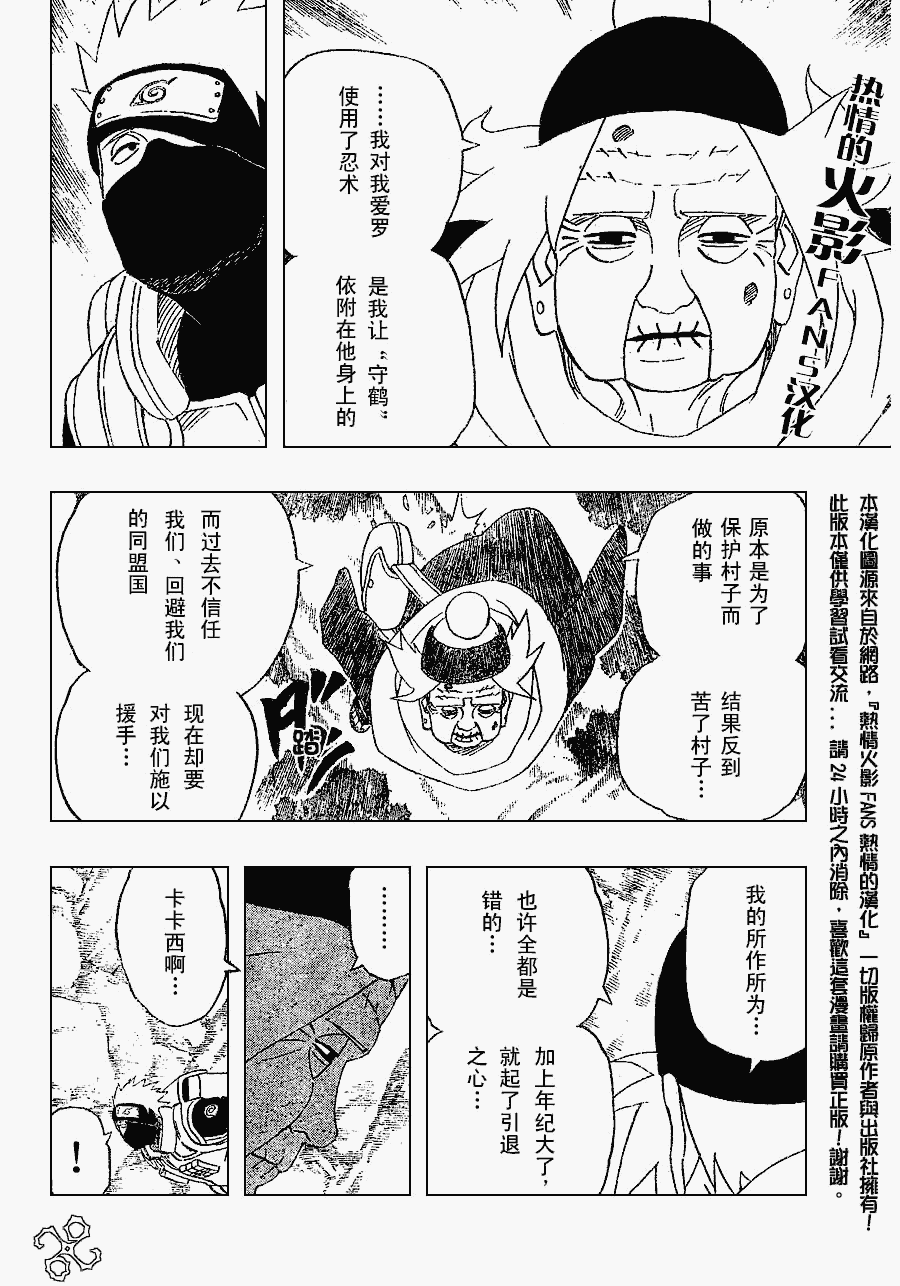 热情的火影FANS汉化
……我对我爱罗
使用了忍术
是我让“守鹤”
依附在他身上的
原本是为了
保护村子而
做的事
结果反到
苦了村子…
而过去不信任
我们、回避我们
的同盟国
现在却要
对我们施以
援手…
踏
我的所作所为…
也许全都是
错的…
加上年纪大了，
就起了引退
之心…
………
卡卡西啊…
！
本漢化圖源來自於網路，『熱情火影FANS熱情的漢化』一切版權歸原作者與出版社擁有！
此版本僅供學習試看交流... 請24小時之內消除，喜歡這套漫畫請購買正版！謝謝。